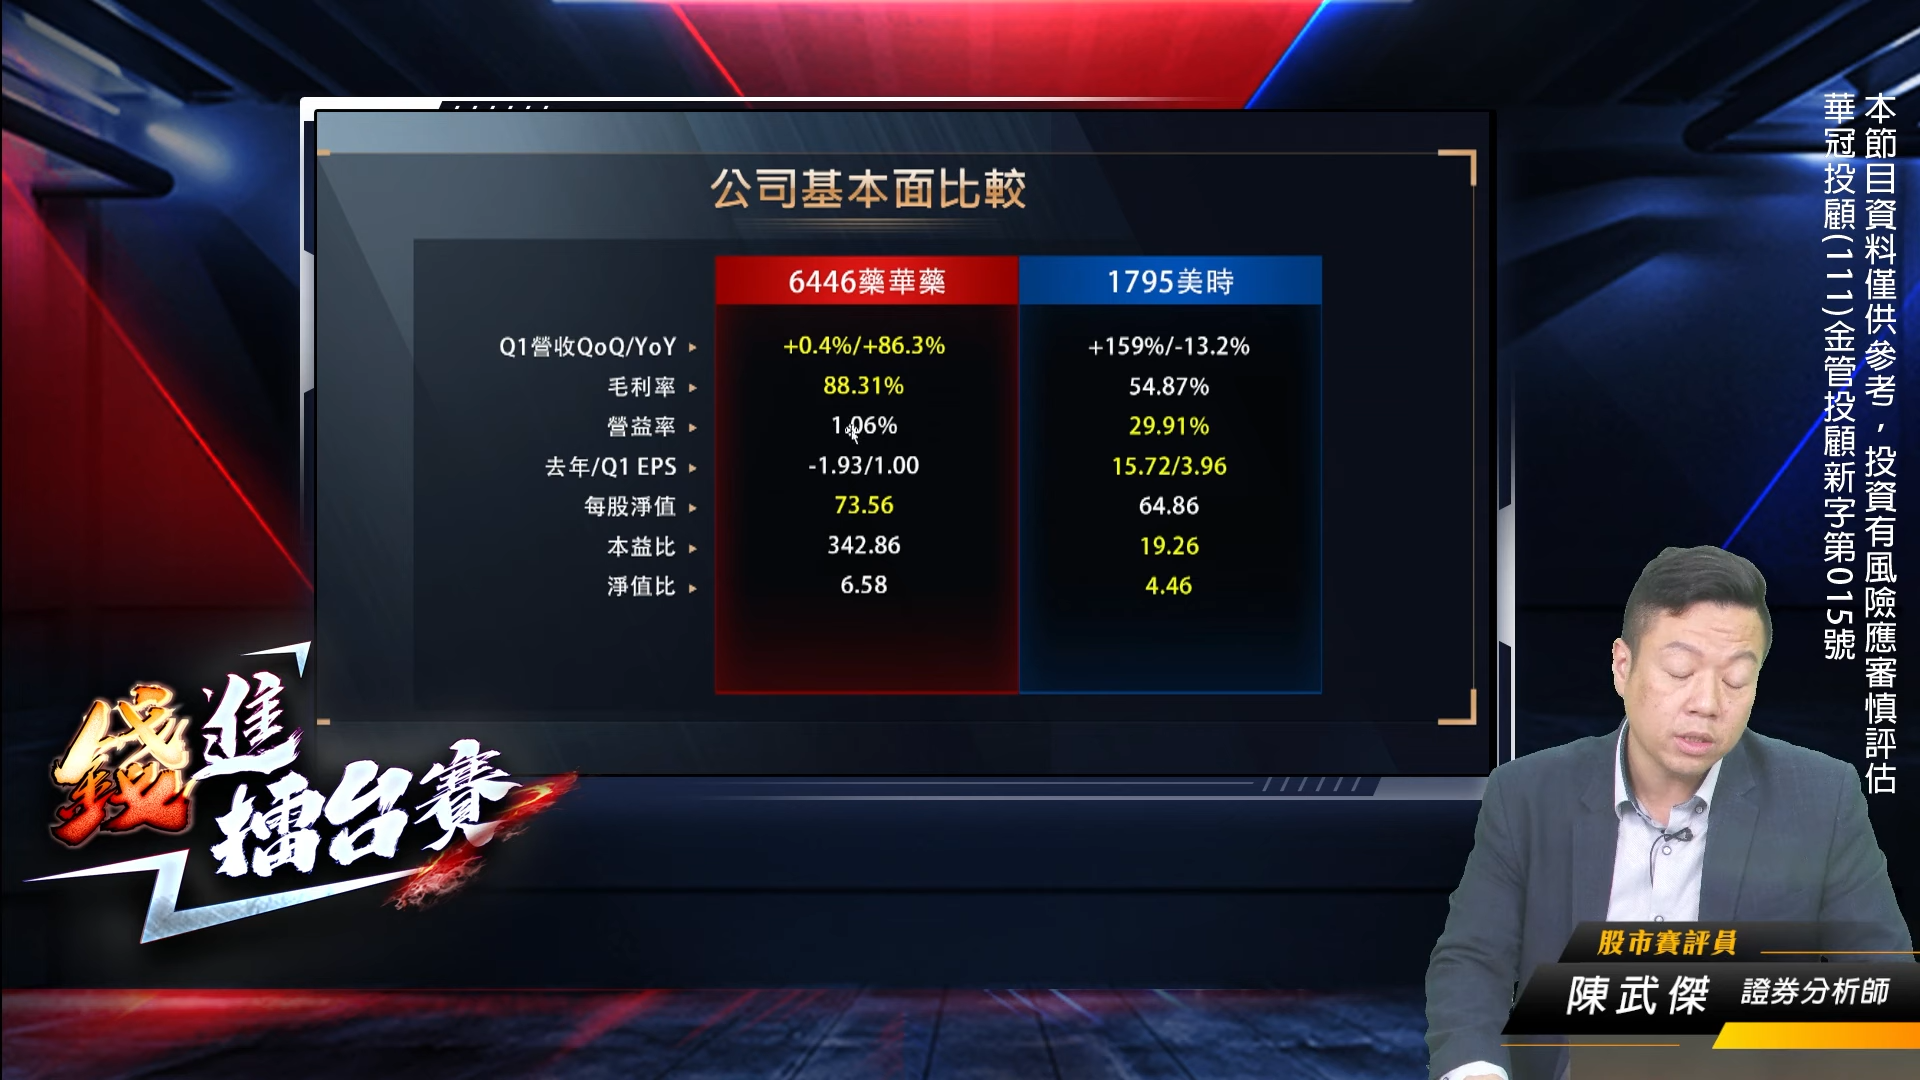 公司基本面比較
6446藥華藥 1795美時
Q1營收QoQ/YoY +0.4%/+86.3% +159%/-13.2%
毛利率 88.31% 54.87%
營益率 1.06% 29.91%
去年/Q1 EPS -1.93/1.00 15.72/3.96
每股淨值 73.56 64.86
本益比 342.86 19.26
淨值比 6.58 4.46
本節目資料僅供參考，投資有風險應審慎評估
華冠投顧(111)金管投顧新字第015號
錢進
擂台賽
股市賽評員
陳武傑 證券分析師